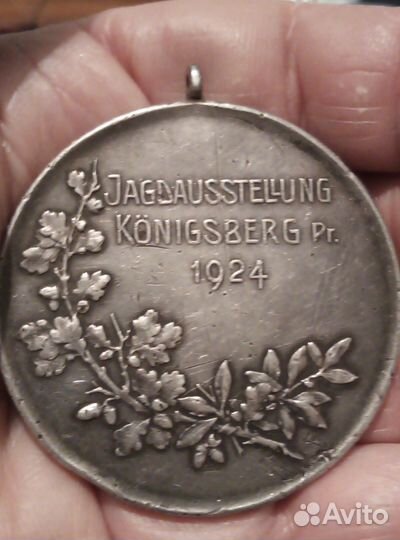 JAGDAUSSTELLUNG
KÖNIGSBERG Pr.
1924
Avito